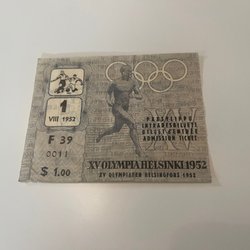 1
VIII 1952
F 39
0011
$ 1.00
PÄÄSYLIPPU
INTRÄDESBILJETT
BILLET D'ENTRÉE
ADMISSION TICKET
XV
XV OLYMPIA HELSINKI 1952
XV OLYMPIADEN HELSINGFORS 1952